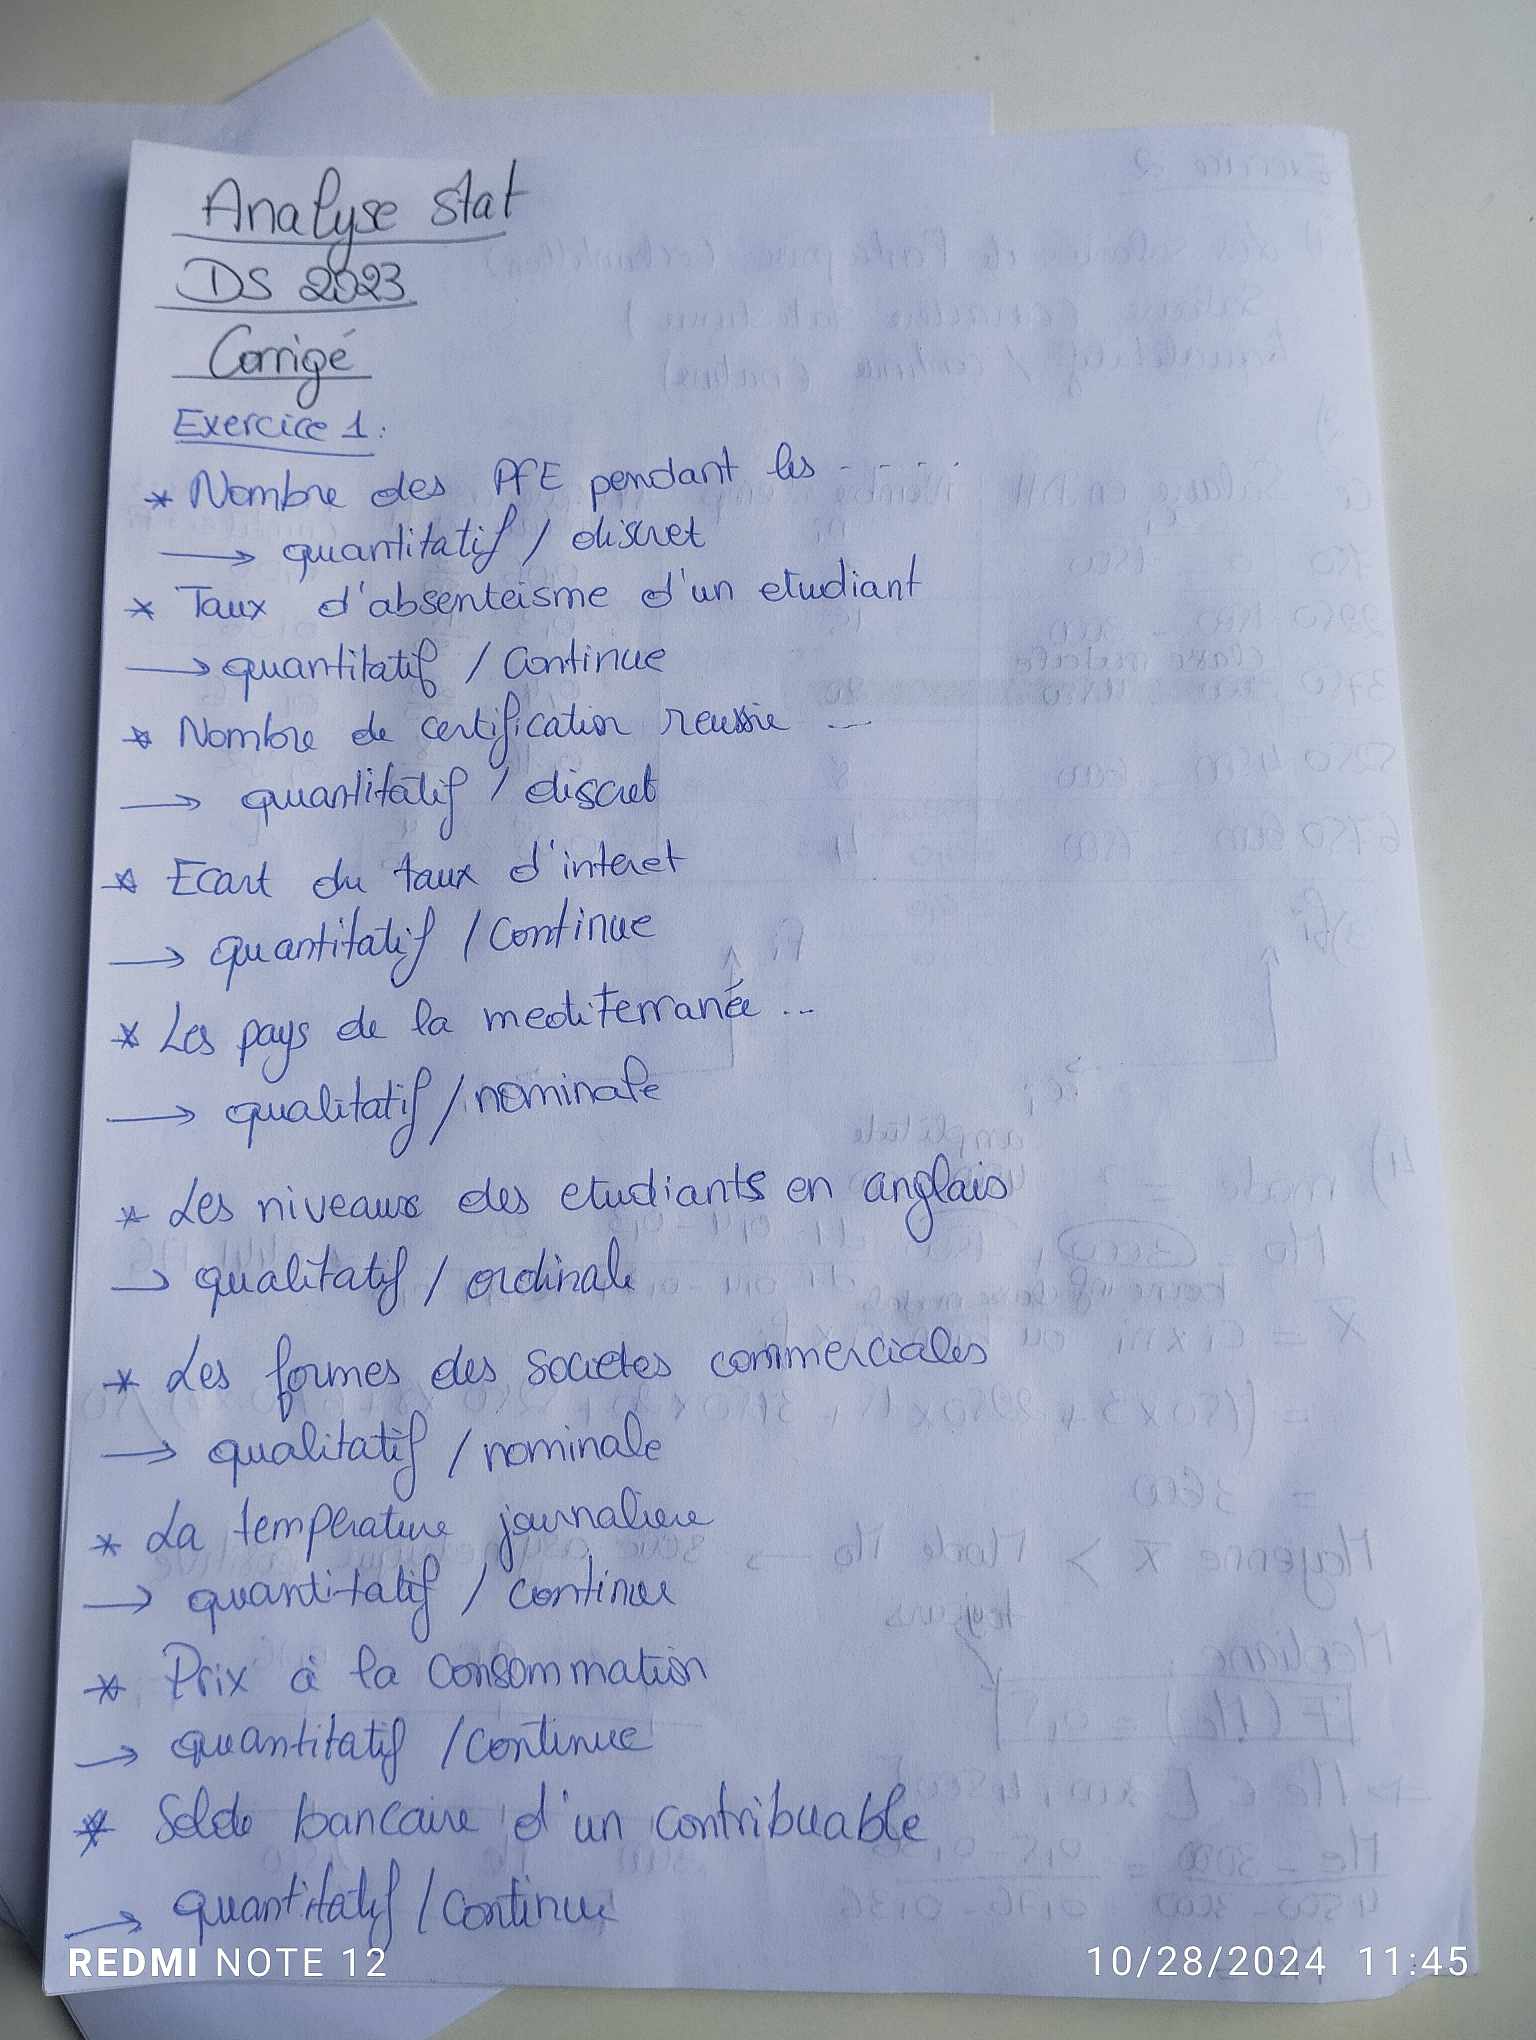 Analyse stat
DS 2023
Corrigé
Exercice 1:
* Nombre des PFE pendant les - - - -
→ quantitatif / discret
* Taux d'absenteisme d'un etudiant
→ quantitatif / Continue
* Nombre de certification reussie ---
→ quantitatif / discret
* Ecart du taux d'interet
→ quantitatif / Continue
* Les pays de la mediterranée ...
→ qualitatif / nominale
* Les niveaux des etudiants en anglais
→ qualitatif / ordinale
* Les formes des societes commerciales
→ qualitatif / nominale
* La temperature journaliere
→ quantitatif / continue
* Prix à la Consommation
→ quantitatif / Continue
* Solde bancaire d'un contribuable
→ quantitatif / Continue
REDMI NOTE 12 10/28/2024 11:45